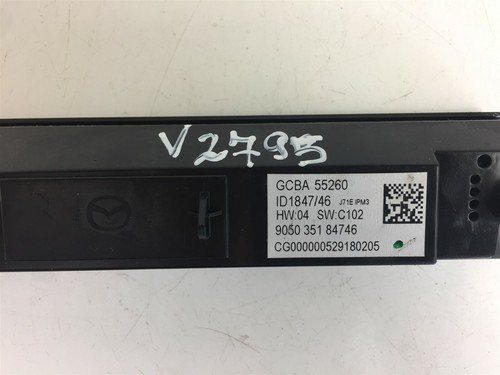 V2795
GCBA 55260
ID1847/46 J71E IPM3
HW:04 SW:C102
9050 351 84746
CG000000529180205